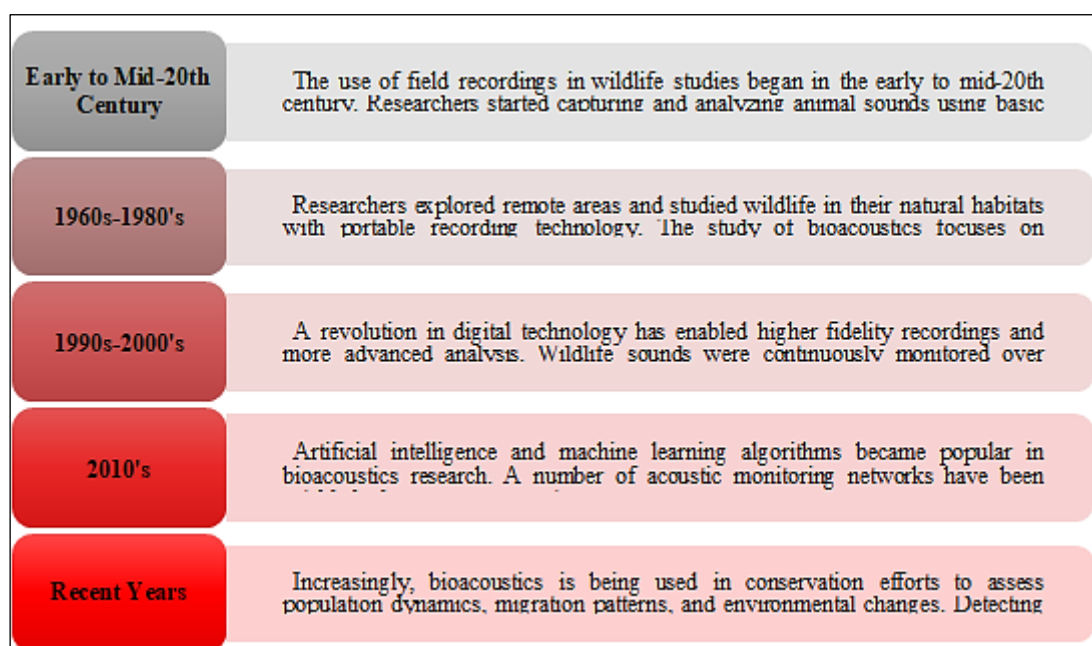 Early to Mid-20th
Century
The use of field recordings in wildlife studies began in the early to mid-20th
century. Researchers started capturing and analyzing animal sounds using basic
1960s-1980's
Researchers explored remote areas and studied wildlife in their natural habitats
with portable recording technology. The study of bioacoustics focuses on
1990s-2000's
A revolution in digital technology has enabled higher fidelity recordings and
more advanced analysis. Wildlife sounds were continuously monitored over
2010's
Artificial intelligence and machine learning algorithms became popular in
bioacoustics research. A number of acoustic monitoring networks have been
Recent Years
Increasingly, bioacoustics is being used in conservation efforts to assess
population dynamics, migration patterns, and environmental changes. Detecting